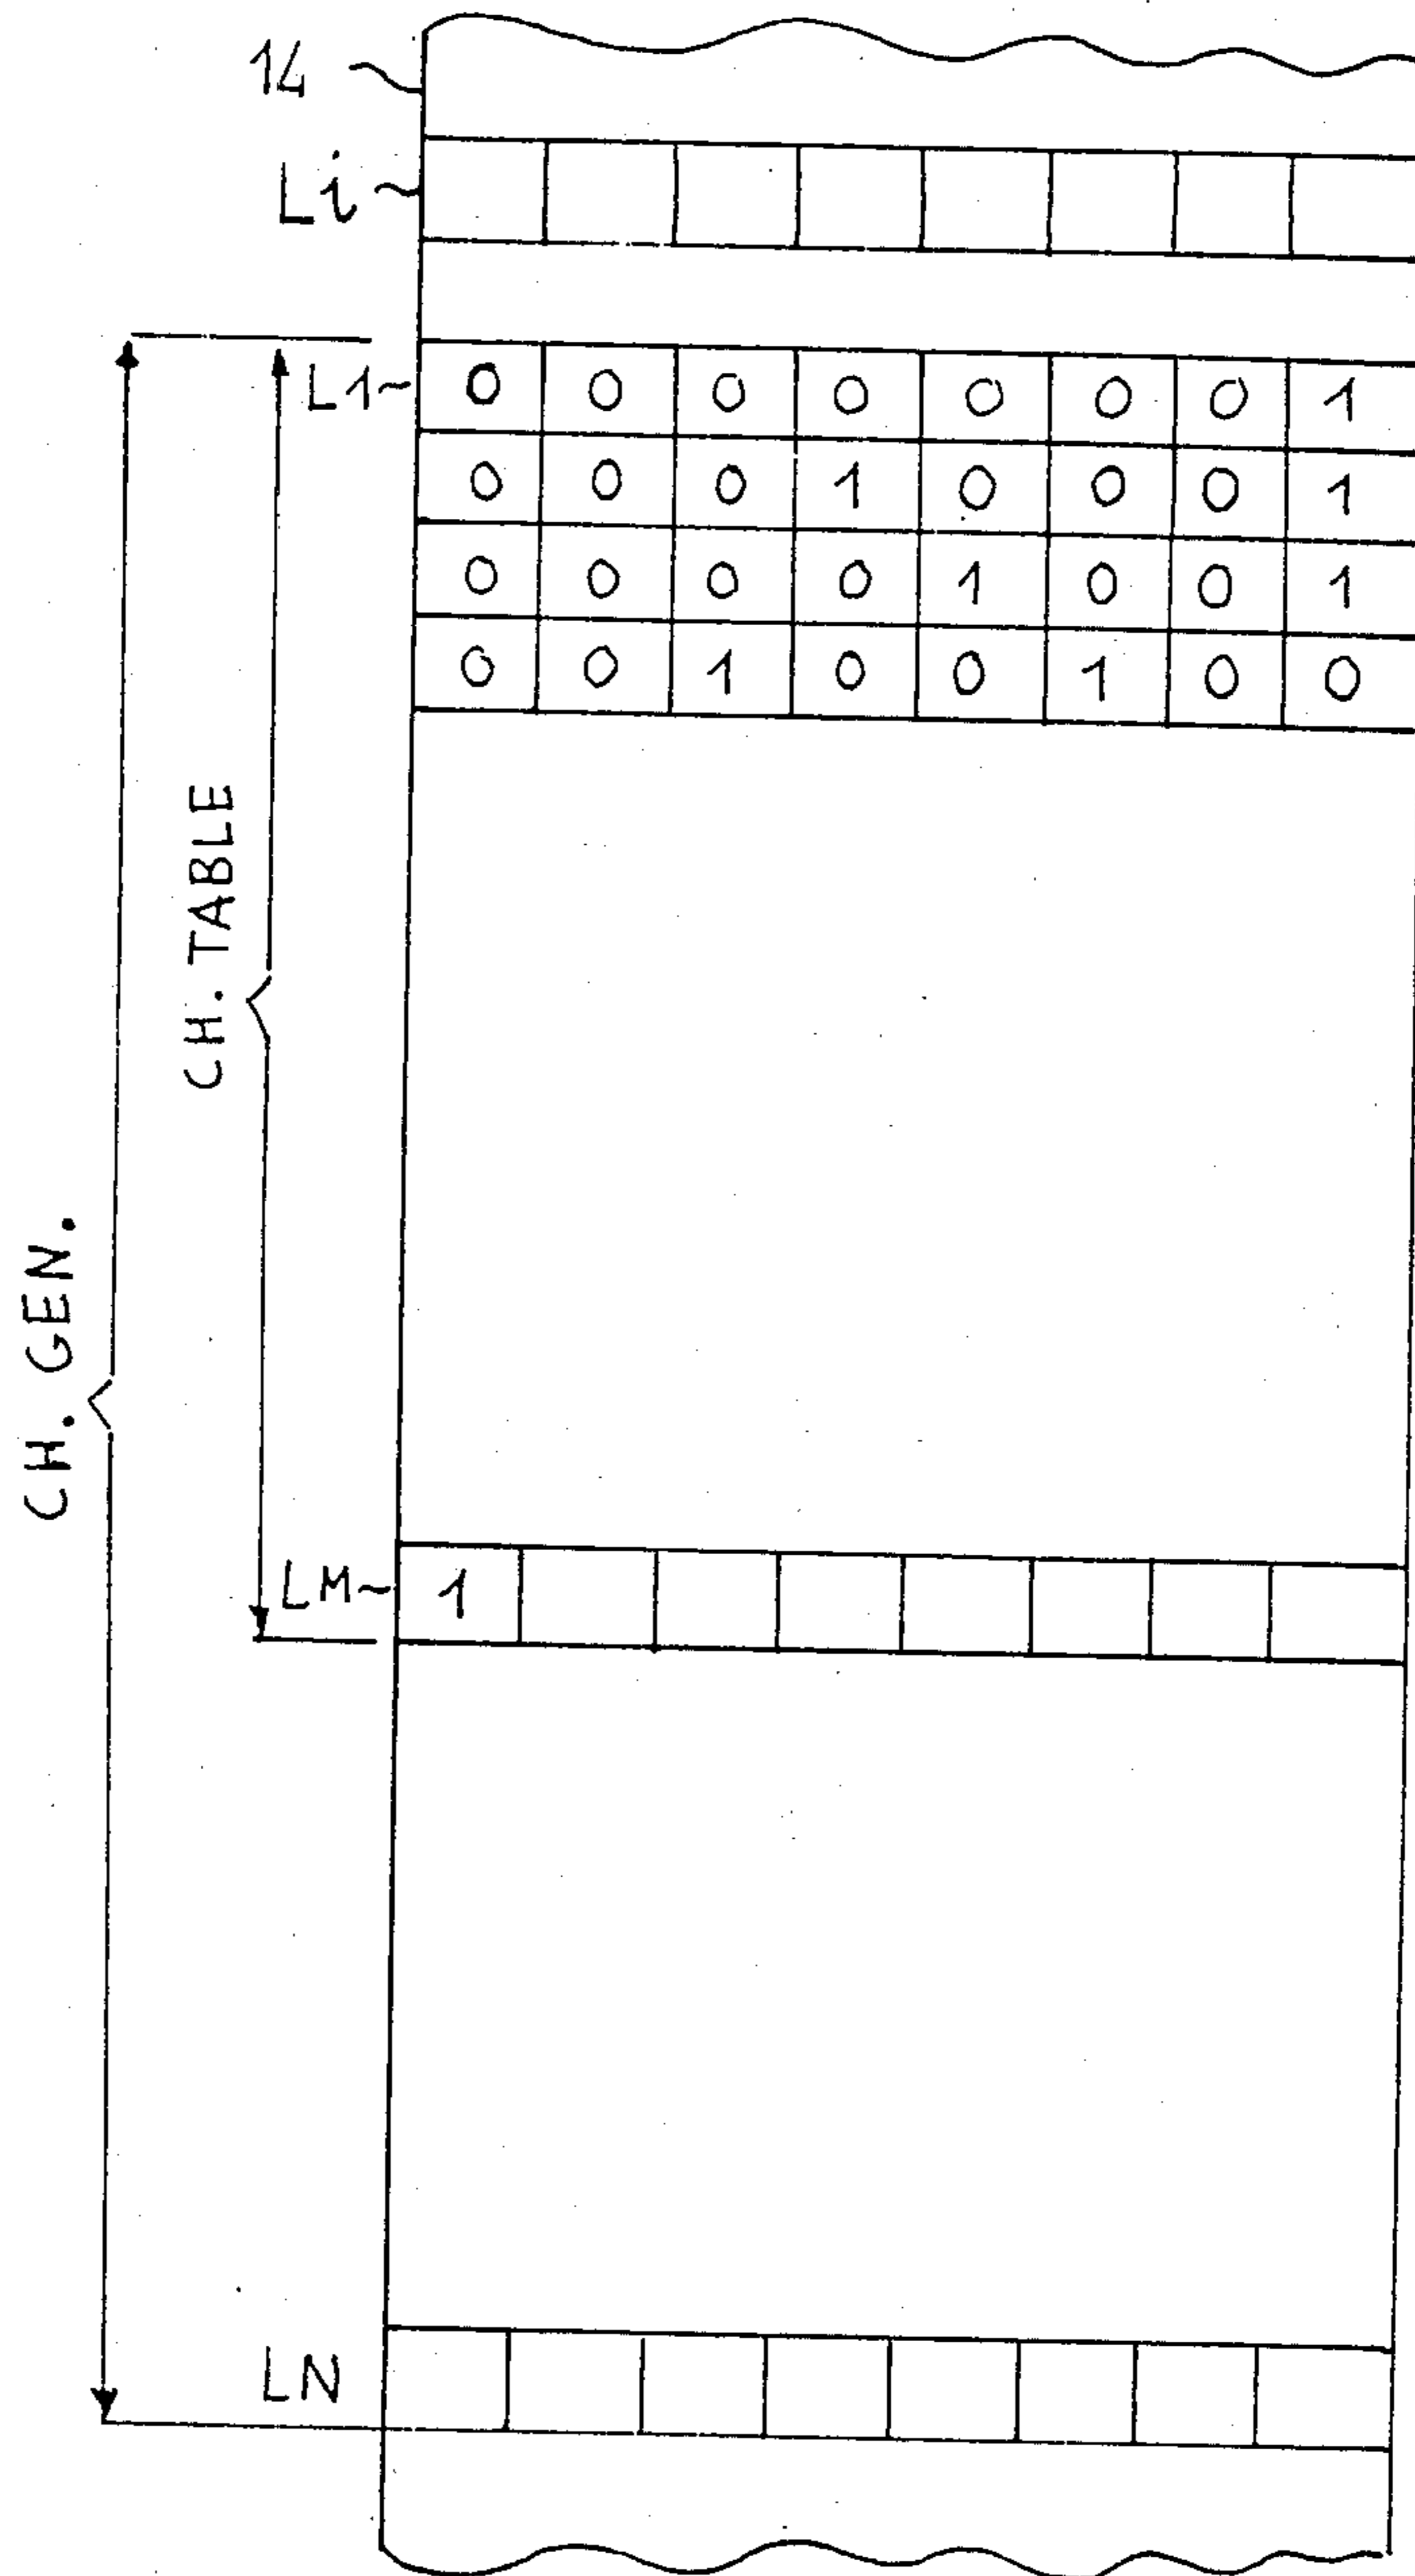 14
Li
L1 0 0 0 0 0 0 0 1
0 0 0 1 0 0 0 1
0 0 0 0 1 0 0 1
0 0 1 0 0 1 0 0
CH. TABLE
CH. GEN.
LM 1
LN